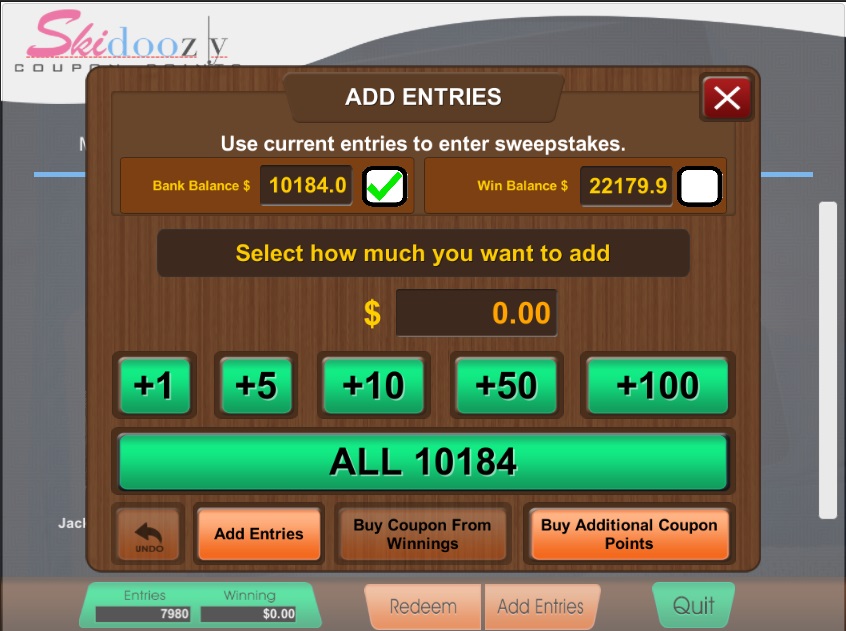 Skidoozy
COUPON POINTS
ADD ENTRIES
Use current entries to enter sweepstakes.
Bank Balance $ 10184.0
Win Balance $ 22179.9
Select how much you want to add
$ 0.00
+1 +5 +10 +50 +100
ALL 10184
UNDO
Add Entries
Buy Coupon From
Winnings
Buy Additional Coupon
Points
Jack
Entries Winning
7980 $0.00
Redeem
Add Entries
Quit